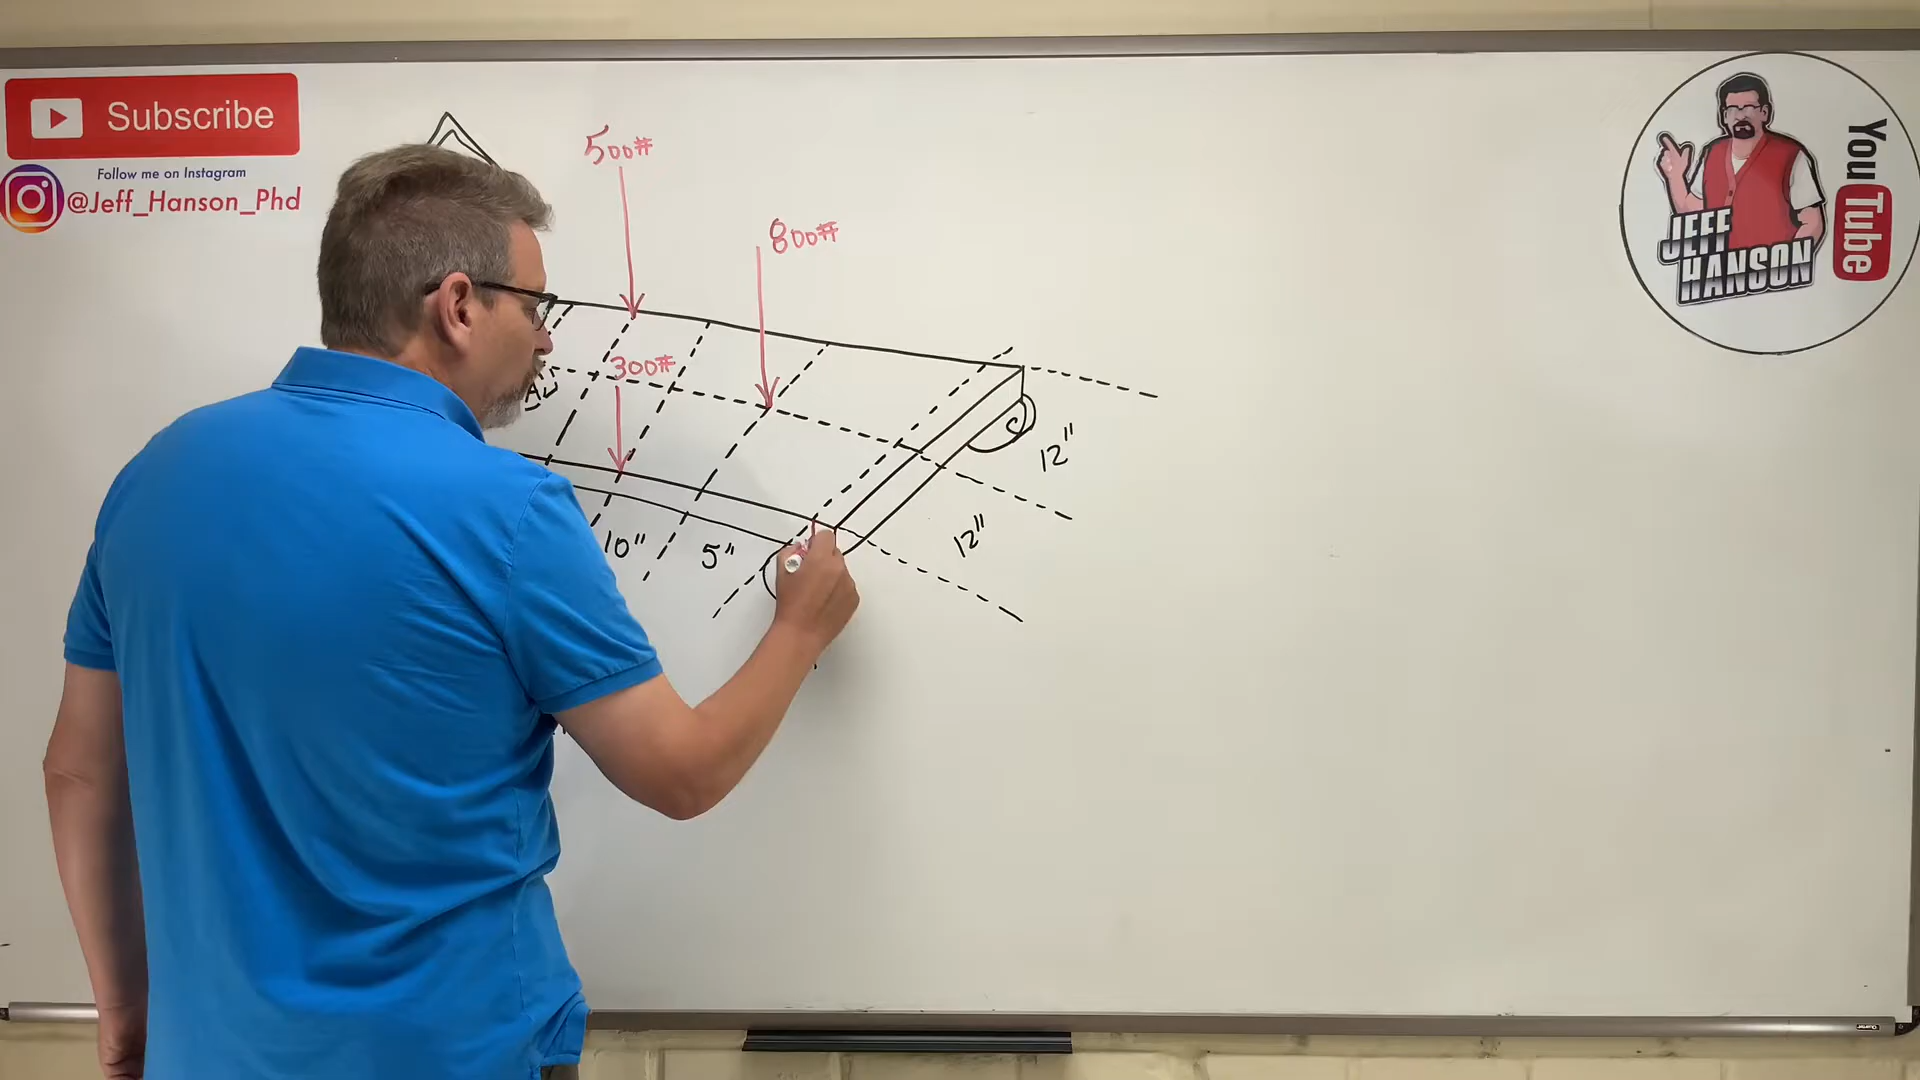 Subscribe
Follow me on Instagram
@Jeff_Hanson_Phd
500#
800#
300#
A
C
12"
12"
10"
5"
JEFF
HANSON
YouTube